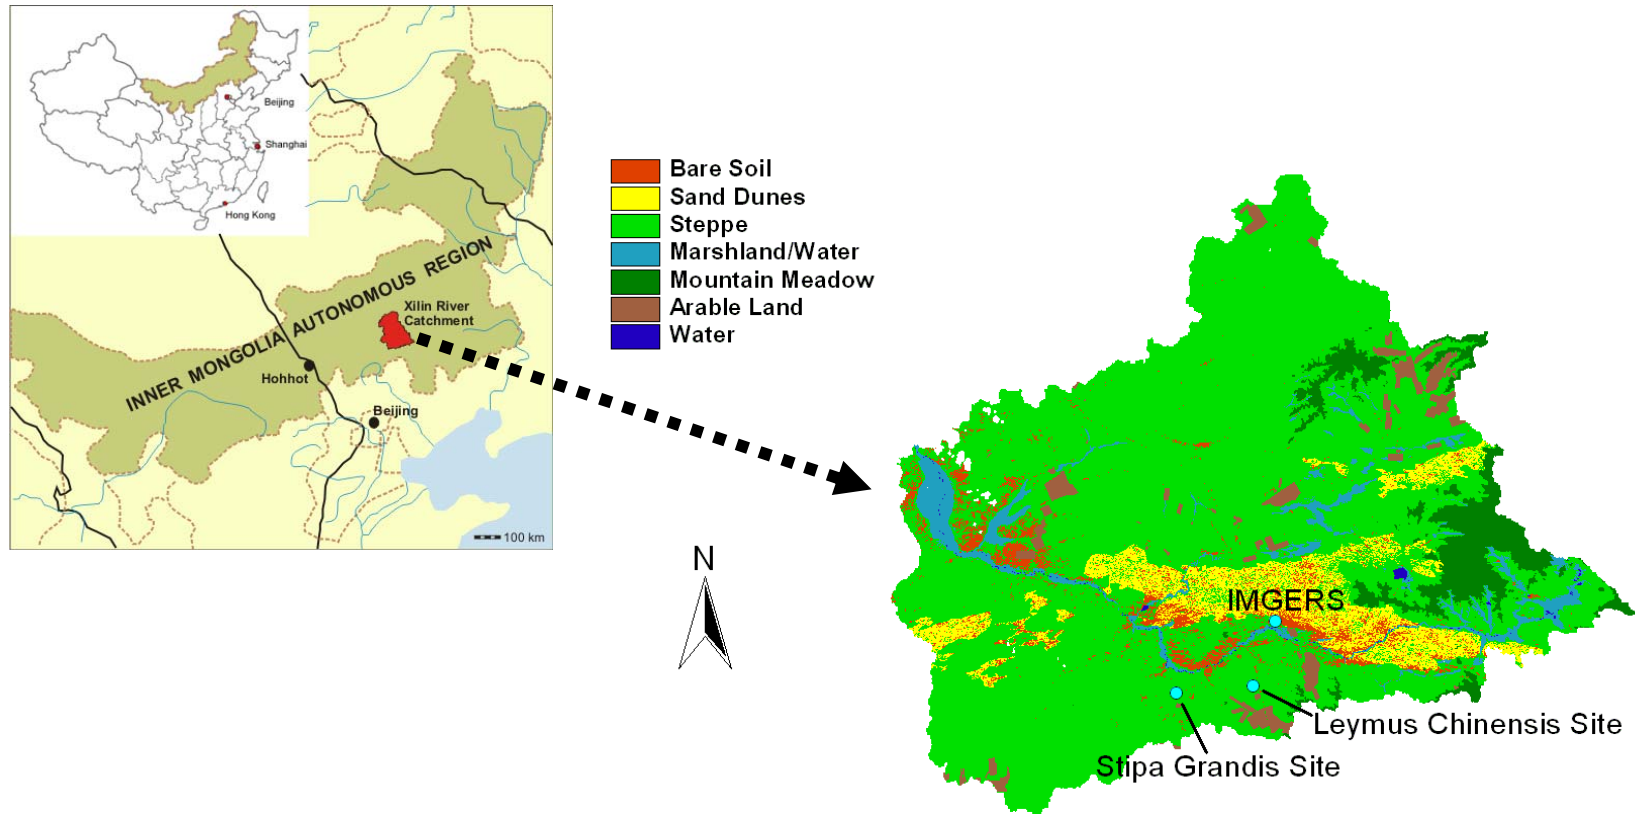 Beijing
Shanghai
Hong Kong
INNER MONGOLIA AUTONOMOUS REGION
Xilin River
Catchment
Hohhot
Beijing
100 km
Bare Soil
Sand Dunes
Steppe
Marshland/Water
Mountain Meadow
Arable Land
Water
N
IMGERS
Leymus Chinensis Site
Stipa Grandis Site